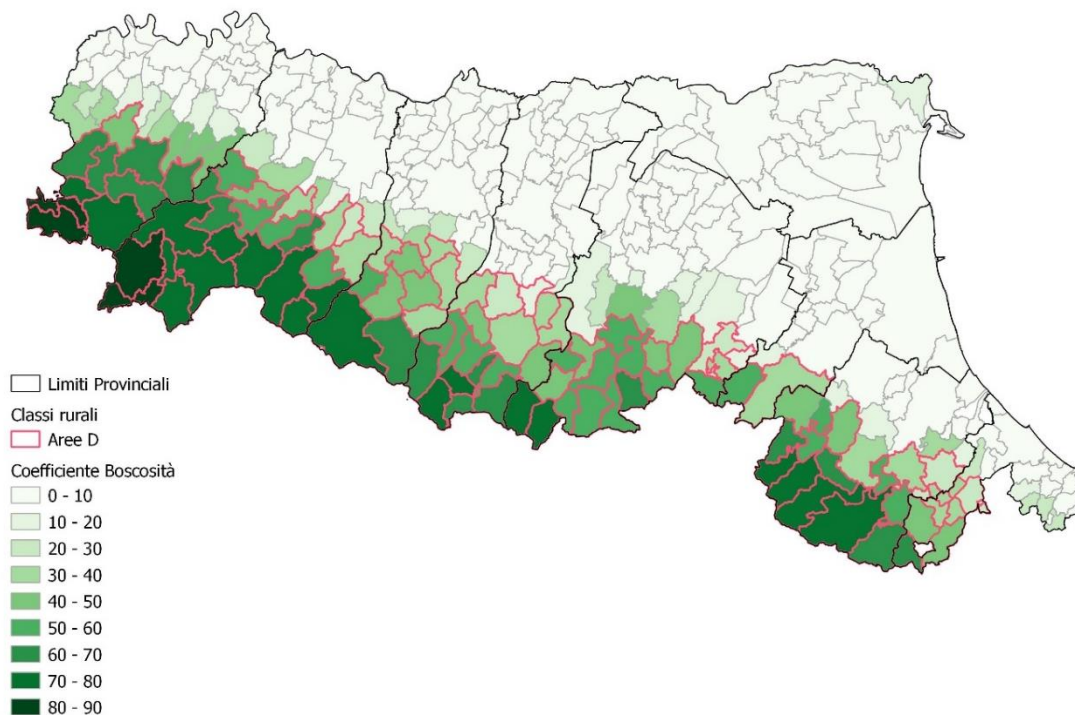 Limiti Provinciali
Classi rurali
Aree D
Coefficiente Boscosità
0 - 10
10 - 20
20 - 30
30 - 40
40 - 50
50 - 60
60 - 70
70 - 80
80 - 90